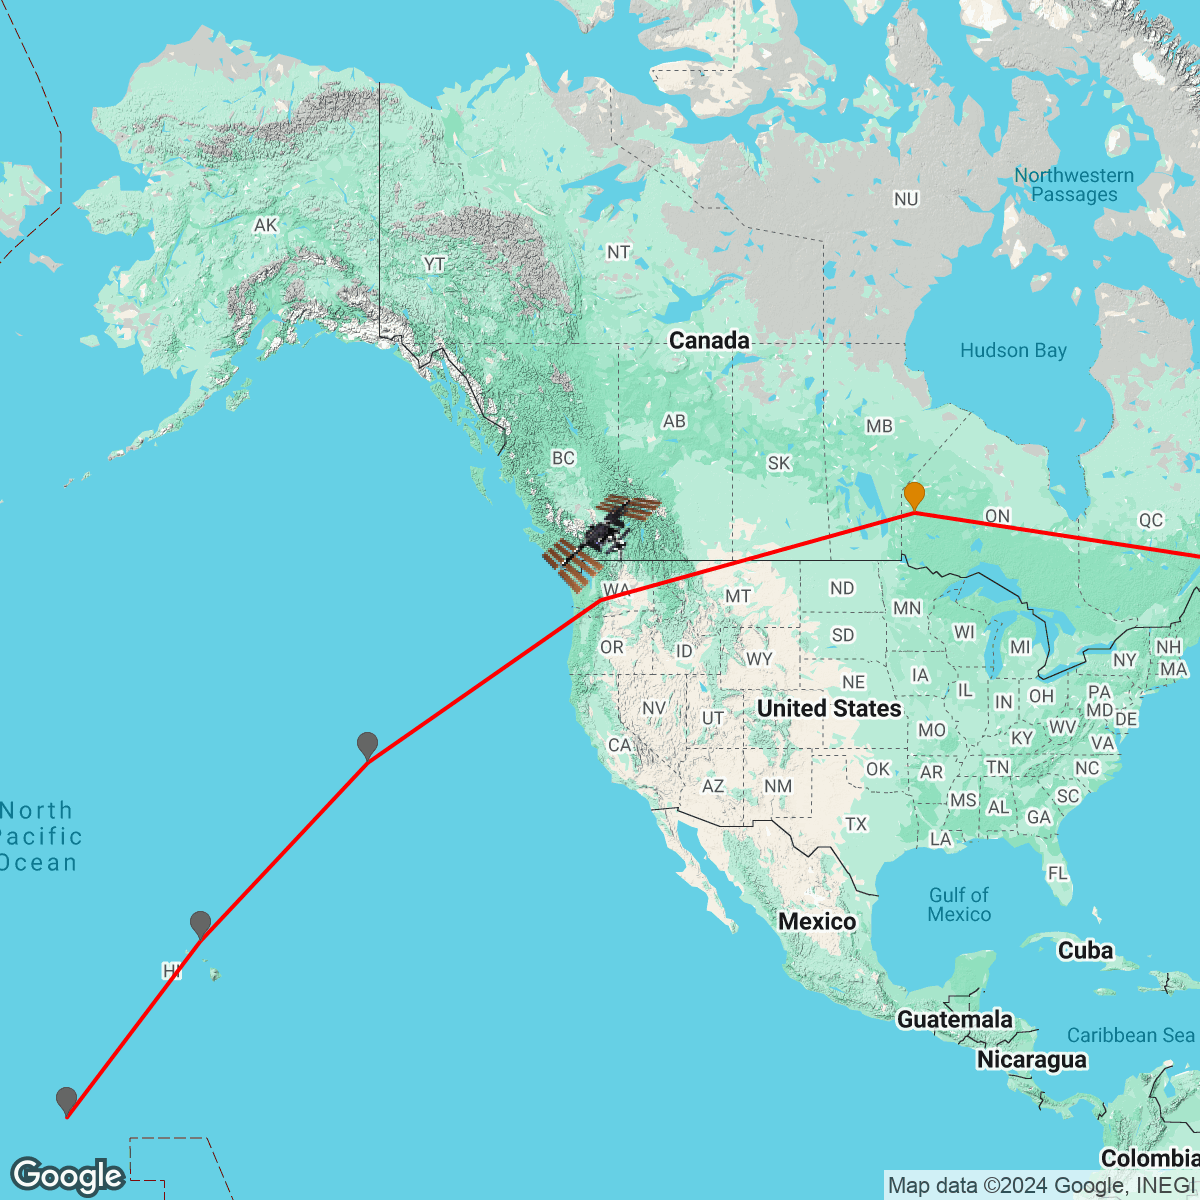 Northwestern
Passages
NU
AK
NT
YT
Canada
Hudson Bay
AB
MB
BC
SK
ON
QC
WA
MT
ND
MN
OR
ID
SD
WI
MI
NH
WY
NY
MA
NE
IA
IL
IN
OH
PA
NV
UT
United States
MD
DE
CA
MO
KY
WV
VA
AZ
NM
OK
AR
TN
NC
MS
AL
SC
GA
TX
LA
North
Pacific
Ocean
FL
Gulf of
Mexico
Mexico
Cuba
HI
Guatemala
Caribbean Sea
Nicaragua
Colombia
Google
Map data ©2024 Google, INEGI